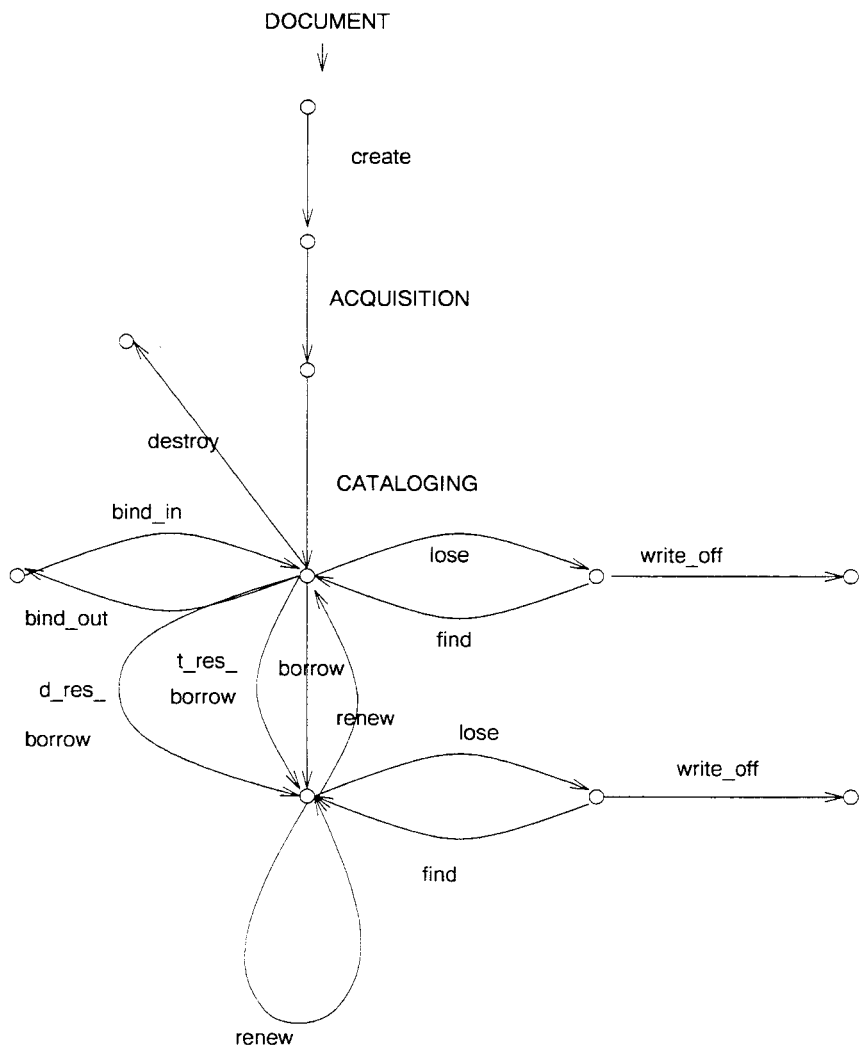 DOCUMENT
create
ACQUISITION
destroy
CATALOGING
bind_in
lose
write_off
bind_out
find
t_res_
borrow
borrow
d_res_
borrow
renew
lose
write_off
find
renew